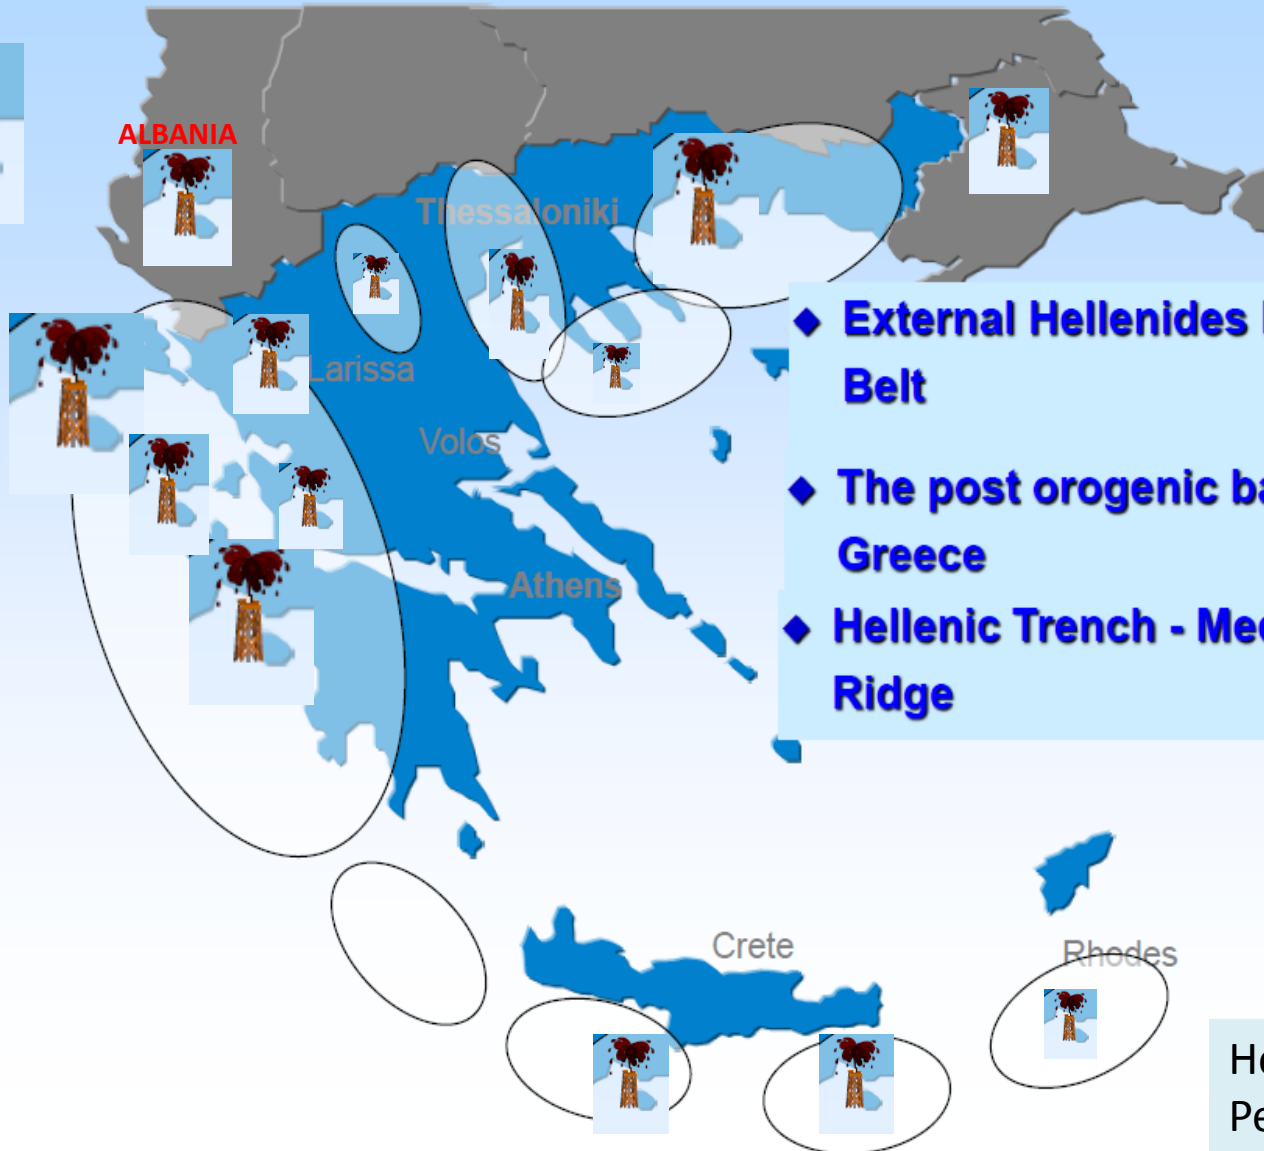 ALBANIA
Thessaloniki
External Hellenides
Belt
Larissa
Volos
The post orogenic
Greece
Athens
Hellenic Trench -
Ridge
Crete
Rhodes